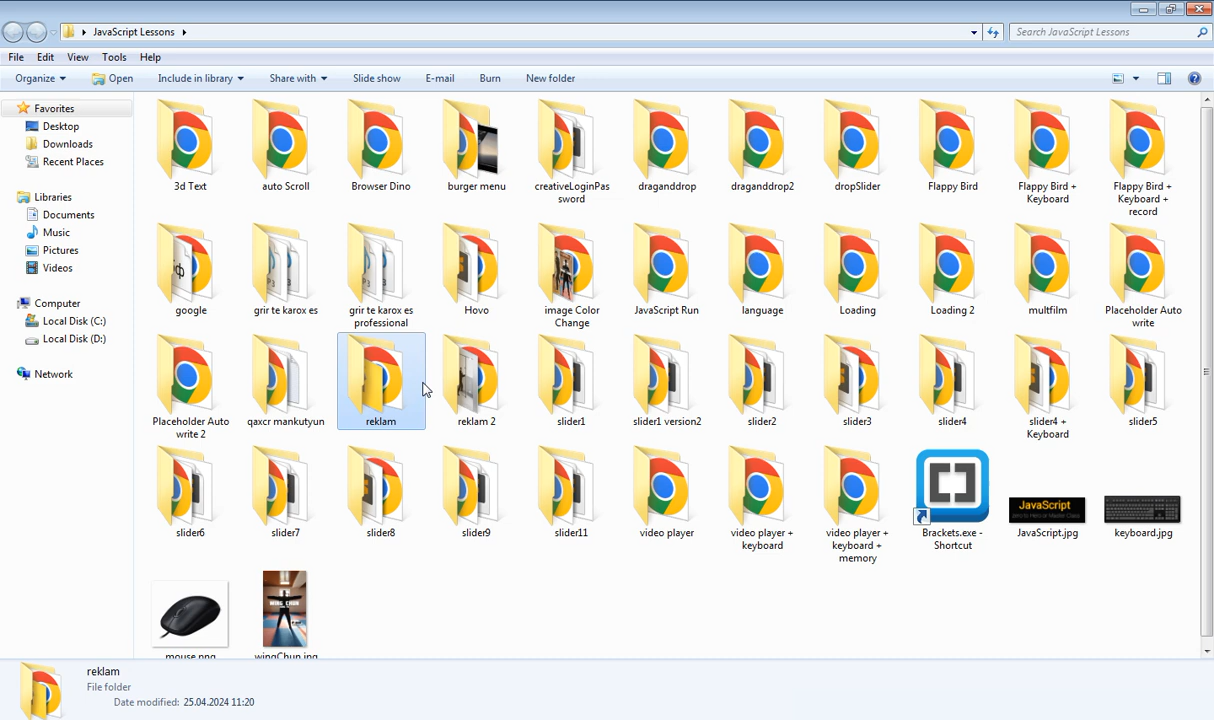 JavaScript Lessons
Search JavaScript Lessons
File Edit View Tools Help
Organize Open Include in library Share with Slide show E-mail Burn New folder
Favorites
Desktop
Downloads
Recent Places
Libraries
Documents
Music
Pictures
Videos
Computer
Local Disk (C:)
Local Disk (D:)
Network
3d Text
auto Scroll
Browser Dino
burger menu
creativeLoginPas
sword
draganddrop
draganddrop2
dropSlider
Flappy Bird
Flappy Bird +
Keyboard
Flappy Bird +
Keyboard +
record
google
grir te karox es
grir te karox es
professional
Hovo
image Color
Change
JavaScript Run
language
Loading
Loading 2
multfilm
Placeholder Auto
write
Placeholder Auto
write 2
qaxcr mankutyun
reklam
reklam 2
slider1
slider1 version2
slider2
slider3
slider4
slider4 +
Keyboard
slider5
slider6
slider7
slider8
slider9
slider11
video player
video player +
keyboard
video player +
keyboard +
memory
Brackets.exe -
Shortcut
JavaScript
JavaScript.jpg
keyboard.jpg
mouse.png
WING CHUN
wingChun.jpg
reklam
File folder
Date modified: 25.04.2024 11:20